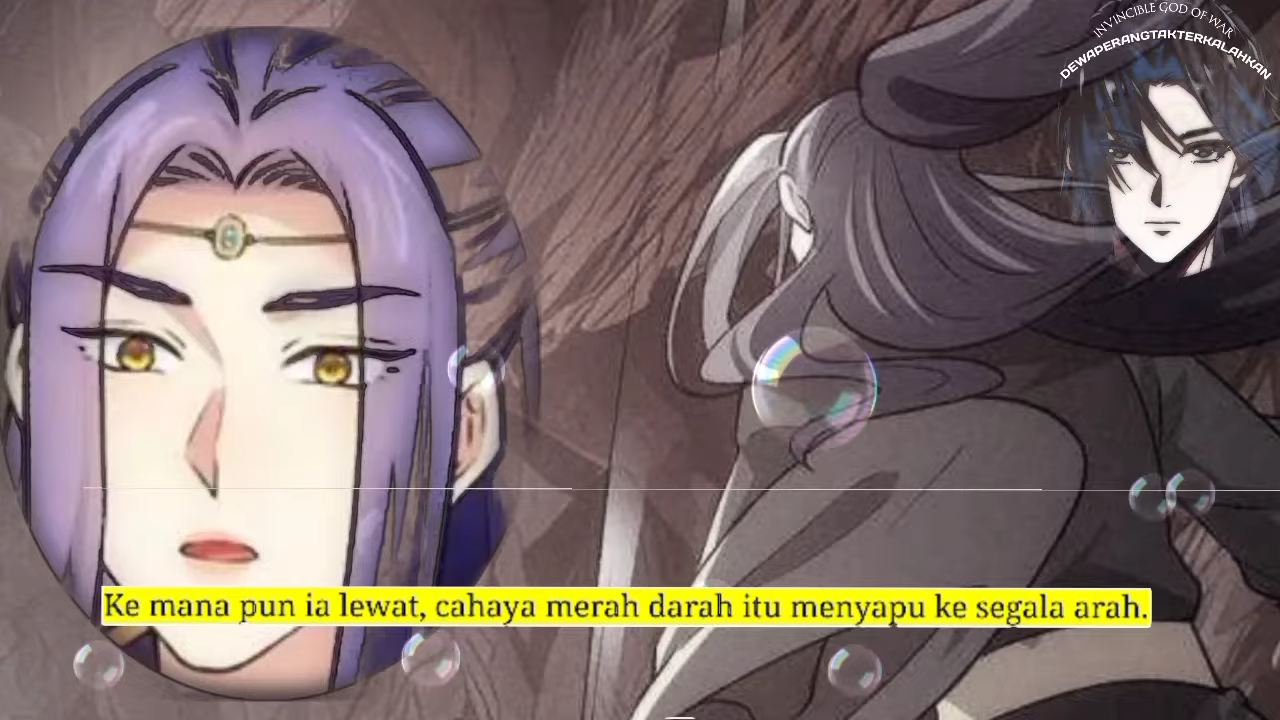 INVINCIBLE GOD OF WAR
DEWAPERANGTAKTERKALAHKAN
Ke mana pun ia lewat, cahaya merah darah itu menyapu ke segala arah.